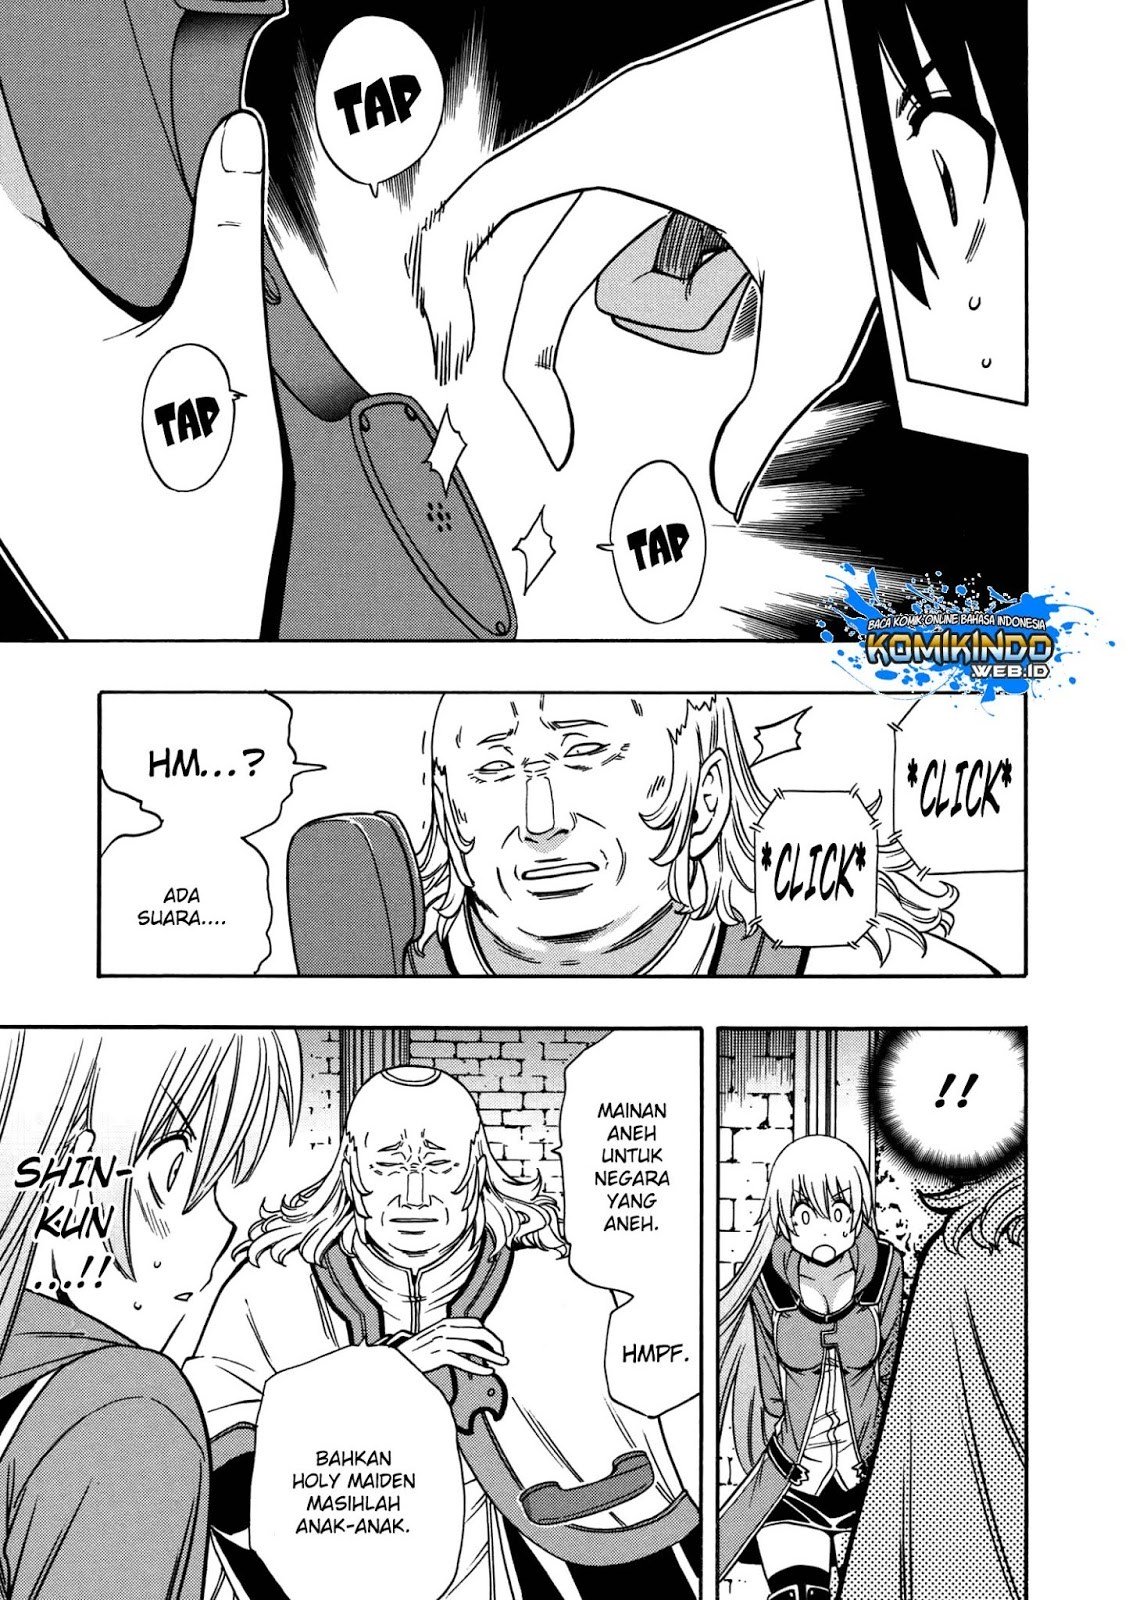 TAP
TAP
TAP
BACA KOMIK ONLINE BAHASA INDONESIA
KOMIKINDO
WEB.ID
*CLICK*
*CLICK*
HM...?
ADA
SUARA....
!!
MAINAN
ANEH
UNTUK
NEGARA
YANG
ANEH.
HMPF.
BAHKAN
HOLY MAIDEN
MASIHLAH
ANAK-ANAK.
SHIN-
KUN
...!!